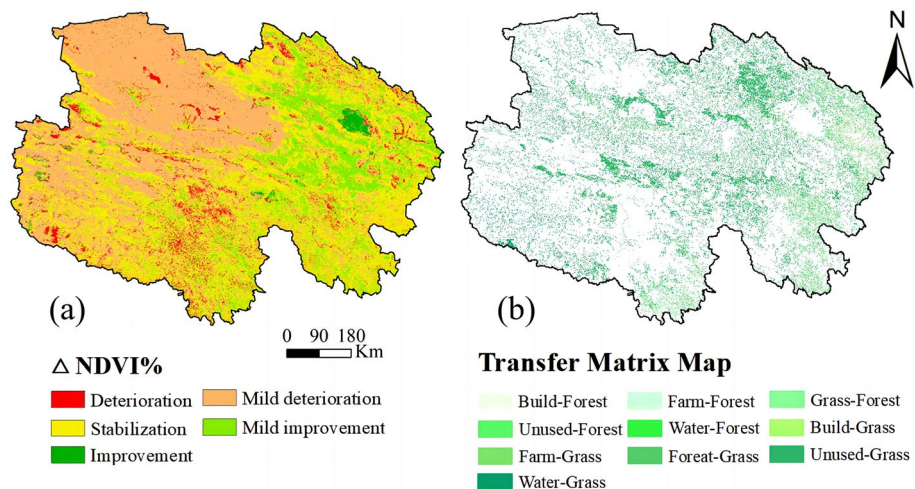 N
(a)
(b)
0 90 180
Km
△ NDVI%
Deterioration Mild deterioration
Stabilization Mild improvement
Improvement
Transfer Matrix Map
Build-Forest Farm-Forest Grass-Forest
Unused-Forest Water-Forest Build-Grass
Farm-Grass Foreat-Grass Unused-Grass
Water-Grass